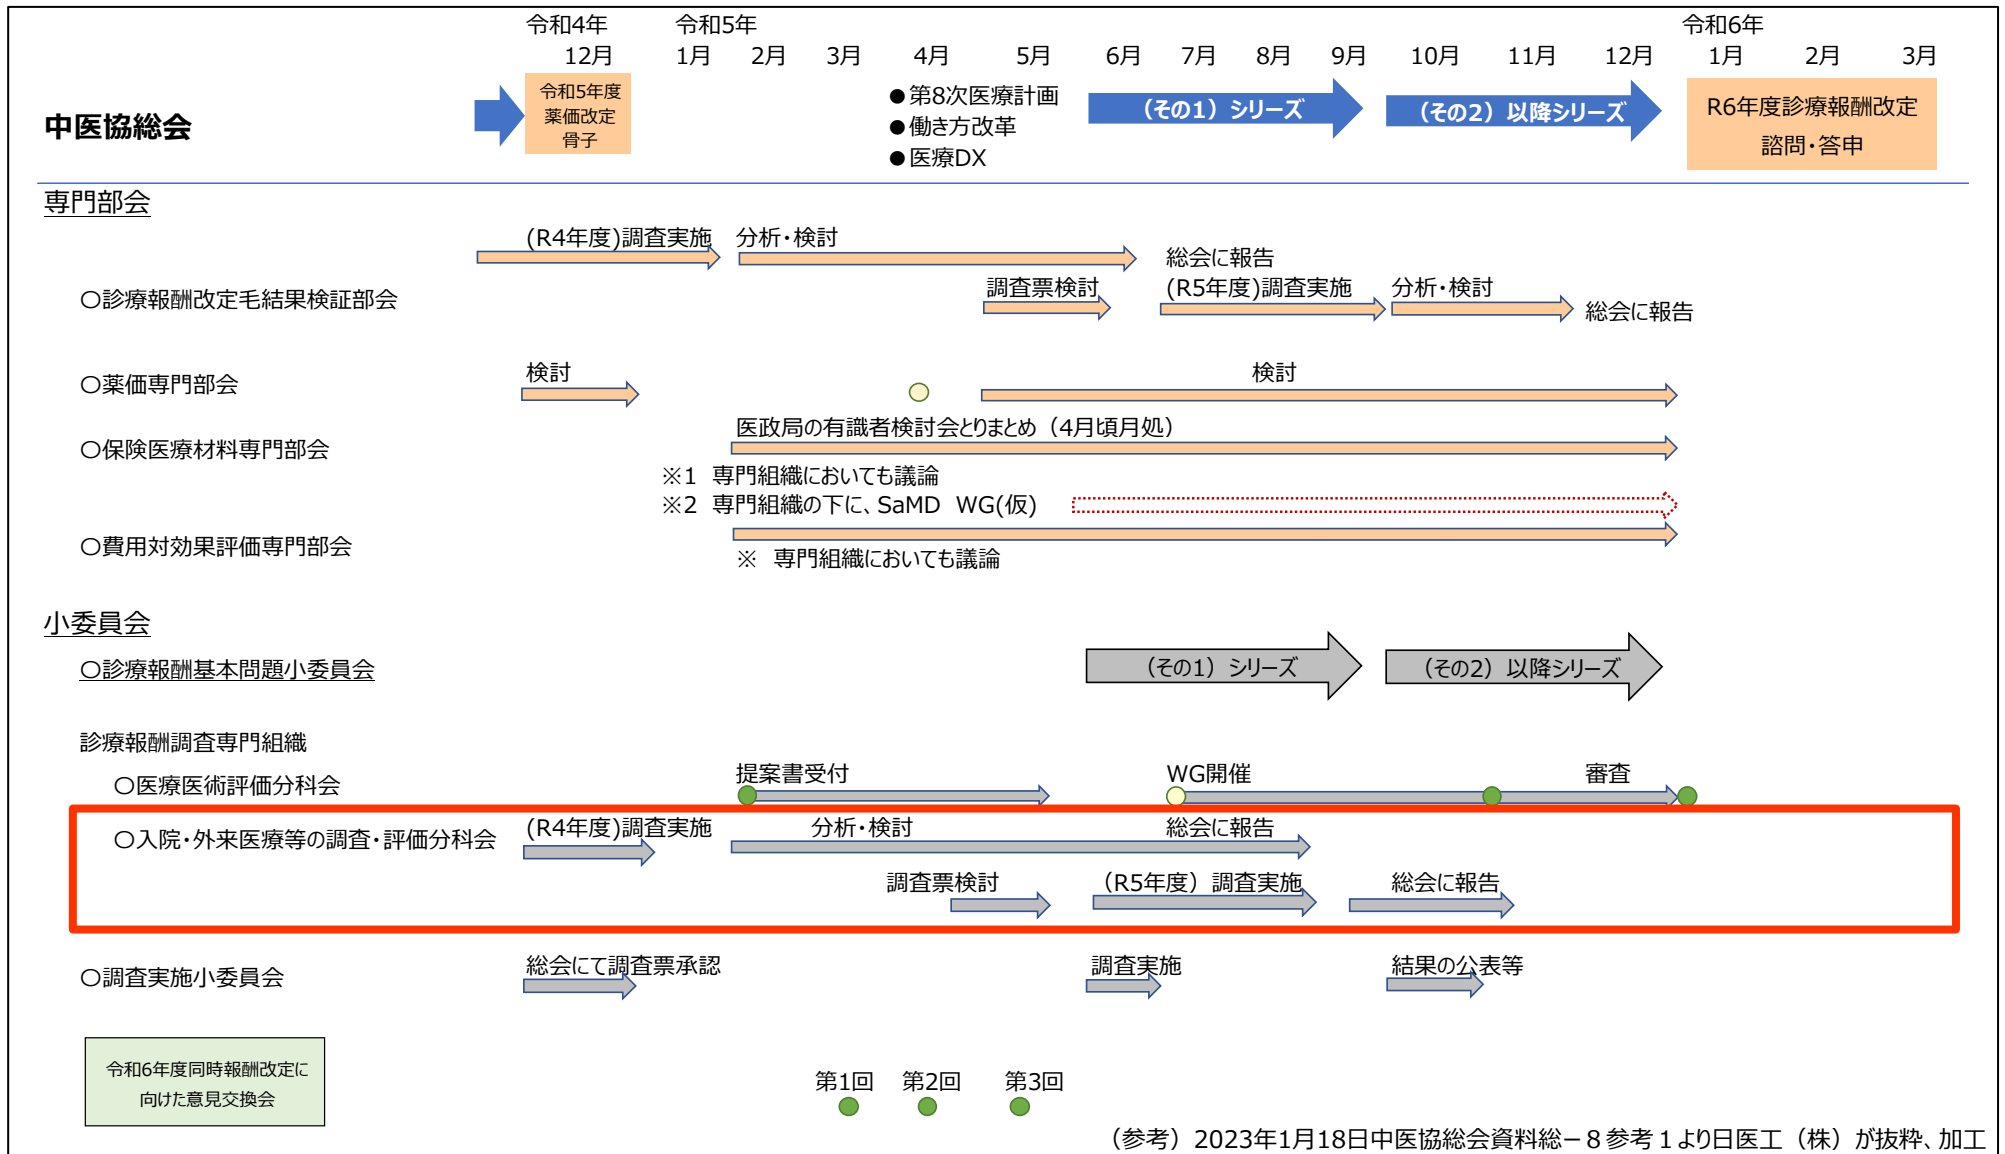 令和4年 令和5年 令和6年
12月 1月 2月 3月 4月 5月 6月 7月 8月 9月 10月 11月 12月 1月 2月 3月
中医協総会
令和5年度
薬価改定
骨子
●第8次医療計画
●働き方改革
●医療DX
（その1）シリーズ
（その2）以降シリーズ
R6年度診療報酬改定
諮問・答申
専門部会
(R4年度)調査実施 分析・検討
総会に報告
〇診療報酬改定毛結果検証部会
調査票検討 (R5年度)調査実施 分析・検討
総会に報告
〇薬価専門部会
検討 検討
〇保険医療材料専門部会
医政局の有識者検討会とりまとめ（4月頃月処）
※1 専門組織においても議論
※2 専門組織の下に、SaMD WG(仮)
〇費用対効果評価専門部会
※ 専門組織においても議論
小委員会
〇診療報酬基本問題小委員会
（その1）シリーズ
（その2）以降シリーズ
診療報酬調査専門組織
〇医療医術評価分科会
提案書受付 WG開催 審査
〇入院・外来医療等の調査・評価分科会
(R4年度)調査実施 分析・検討 総会に報告
調査票検討 （R5年度）調査実施 総会に報告
〇調査実施小委員会
総会にて調査票承認 調査実施 結果の公表等
令和6年度同時報酬改定に
向けた意見交換会
第1回 第2回 第3回
（参考）2023年1月18日中医協総会資料総－８参考１より日医工（株）が抜粋、加工